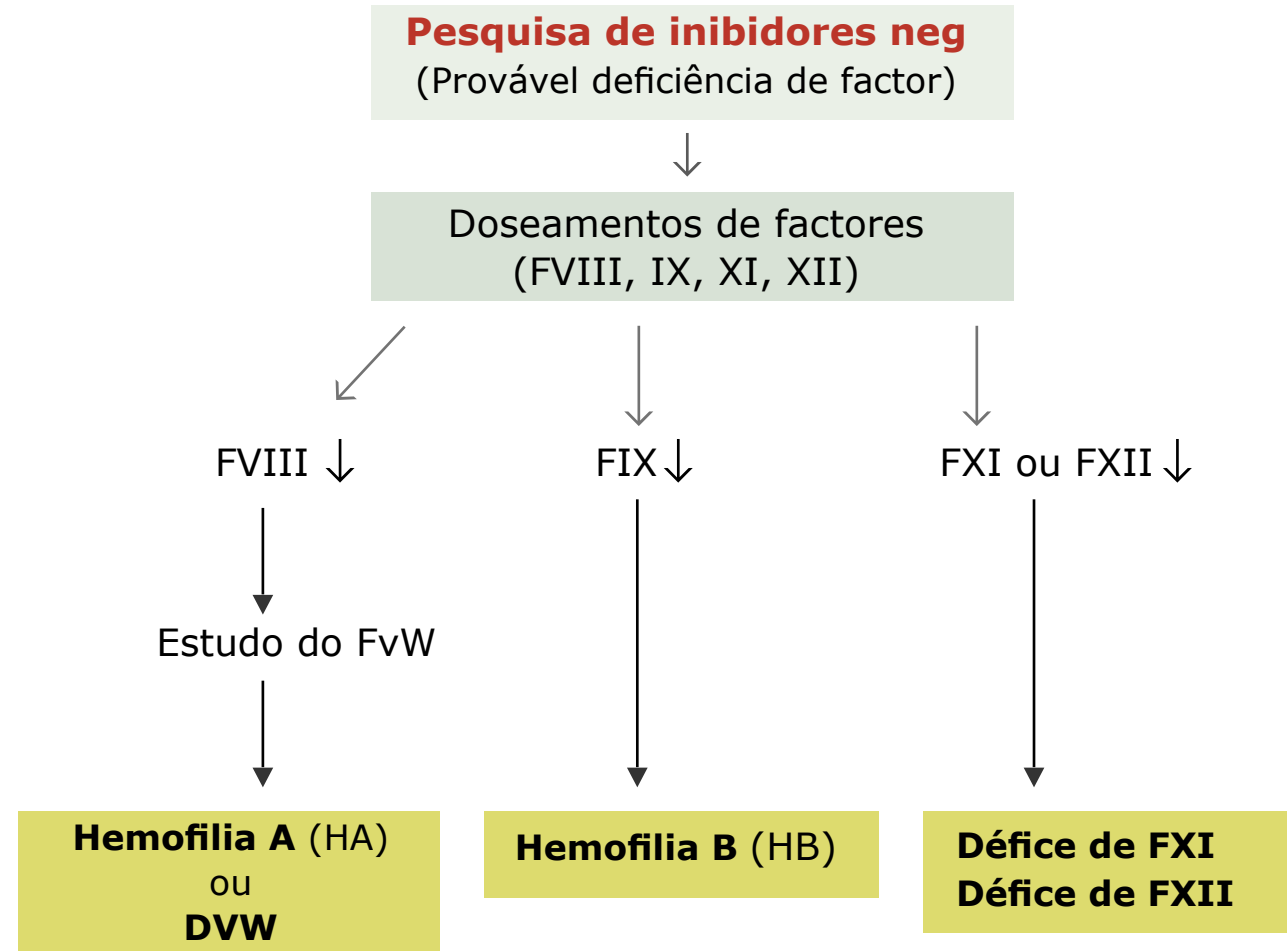 Pesquisa de inibidores neg
(Provável deficiência de factor)
Doseamentos de factores
(FVIII, IX, XI, XII)
FVIII ↓
FIX ↓
FXI ou FXII ↓
Estudo do FvW
Hemofilia A (HA)
ou
DVW
Hemofilia B (HB)
Défice de FXI
Défice de FXII